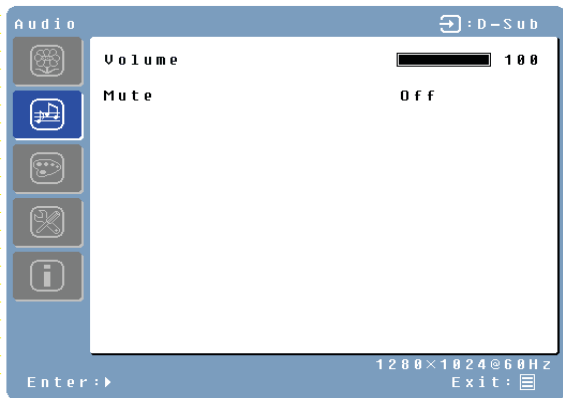 Audio
:D-Sub
Volume 100
Mute Off
1280×1024@60Hz
Enter: Exit: